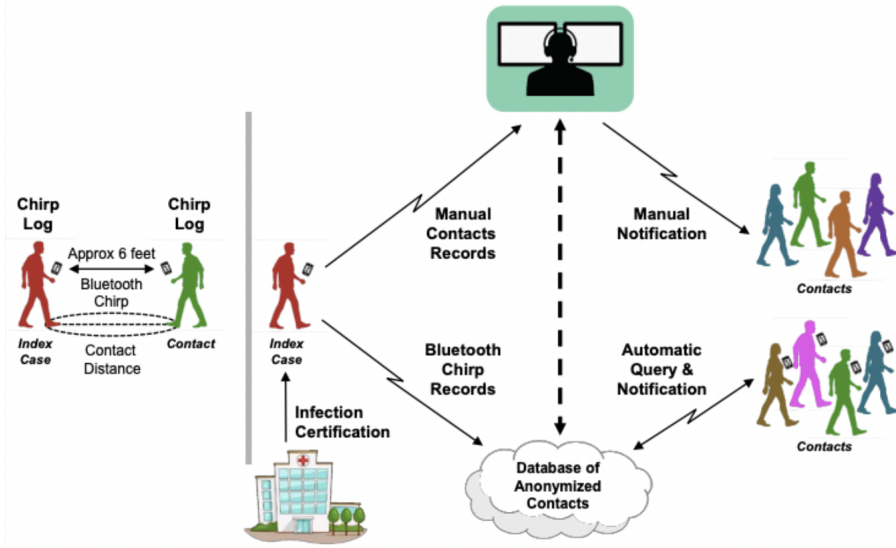 Chirp
Log
Chirp
Log
Approx 6 feet
Bluetooth
Chirp
Index
Case
Contact
Distance
Contact
Index
Case
Infection
Certification
Manual
Contacts
Records
Manual
Notification
Contacts
Bluetooth
Chirp
Records
Automatic
Query &
Notification
Contacts
Database of
Anonymized
Contacts